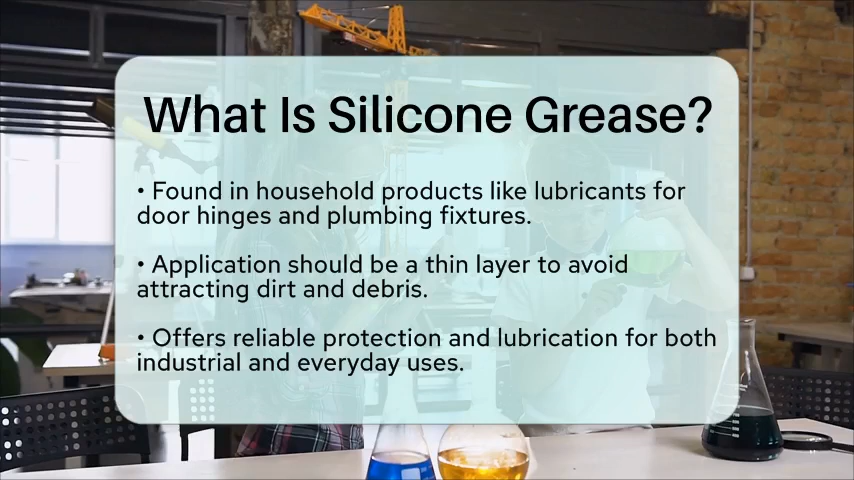 What Is Silicone Grease?
• Found in household products like lubricants for
door hinges and plumbing fixtures.
• Application should be a thin layer to avoid
attracting dirt and debris.
• Offers reliable protection and lubrication for both
industrial and everyday uses.